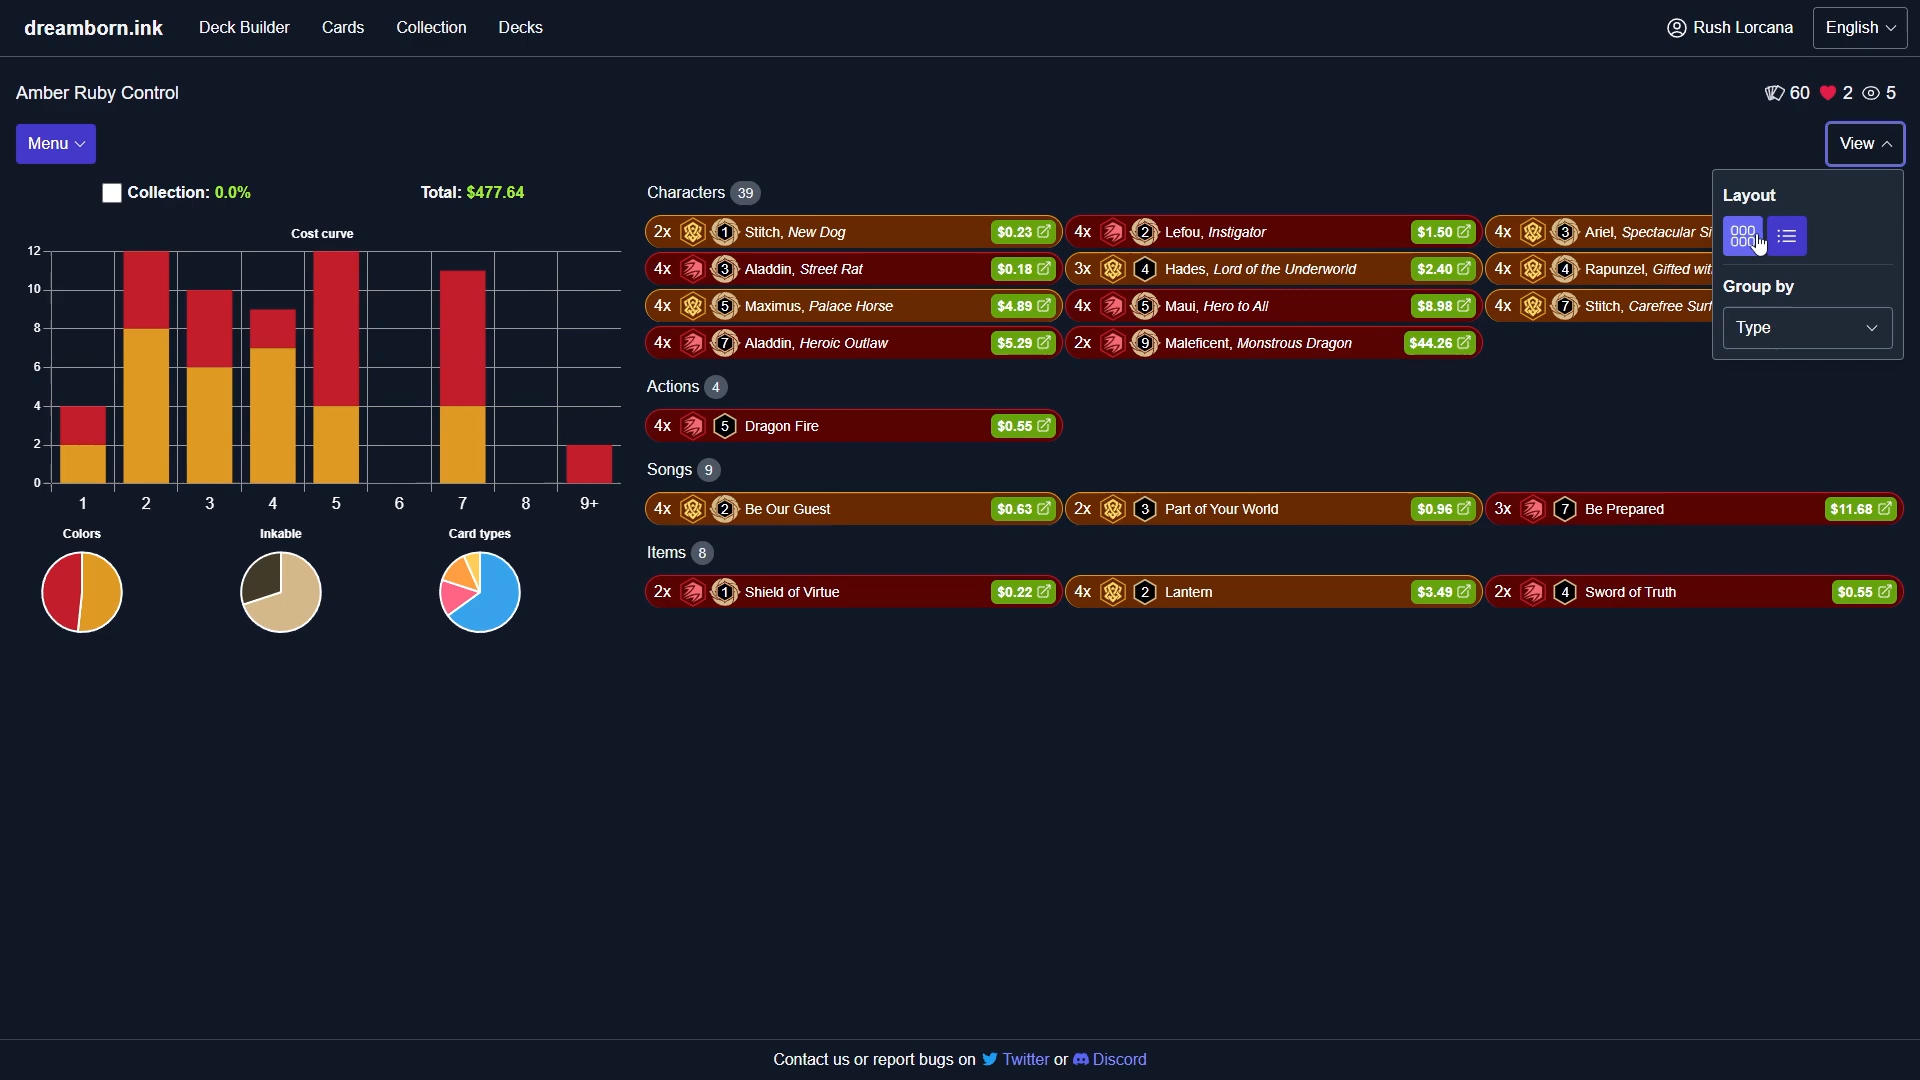 dreamborn.ink Deck Builder Cards Collection Decks Rush Lorcana English
Amber Ruby Control 60 2 5
Menu View
Collection: 0.0% Total: $477.64
Cost curve
12
10
8
6
4
2
0
1 2 3 4 5 6 7 8 9+
Colors Inkable Card types
Characters 39
2x 1 Stitch, New Dog $0.23 4x 2 Lefou, Instigator $1.50 4x 3 Ariel, Spectacular Si
4x 3 Aladdin, Street Rat $0.18 3x 4 Hades, Lord of the Underworld $2.40 4x 4 Rapunzel, Gifted wit
4x 5 Maximus, Palace Horse $4.89 4x 5 Maui, Hero to All $8.98 4x 7 Stitch, Carefree Surf
4x 7 Aladdin, Heroic Outlaw $5.29 2x 9 Maleficent, Monstrous Dragon $44.26
Actions 4
4x 5 Dragon Fire $0.55
Songs 9
4x 2 Be Our Guest $0.63 2x 3 Part of Your World $0.96 3x 7 Be Prepared $11.68
Items 8
2x 1 Shield of Virtue $0.22 4x 2 Lantern $3.49 2x 4 Sword of Truth $0.55
Layout
Group by
Type
Contact us or report bugs on Twitter or Discord